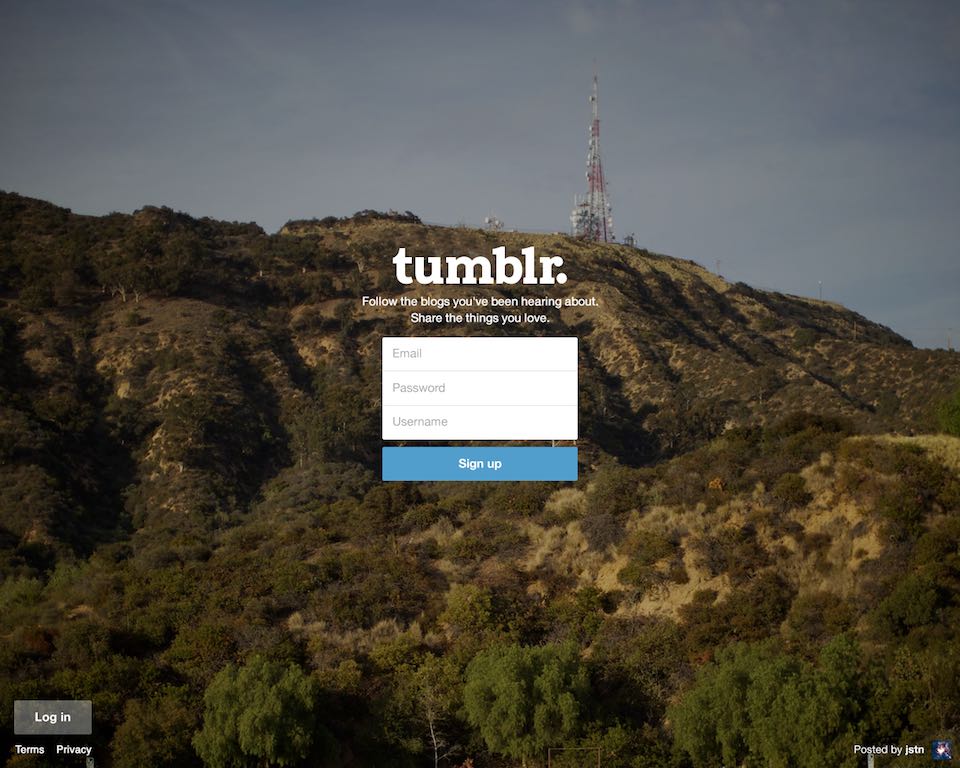 tumblr.
Follow the blogs you've been hearing about.
Share the things you love.
Email
Password
Username
Sign up
Log in
Terms Privacy
Posted by jstn